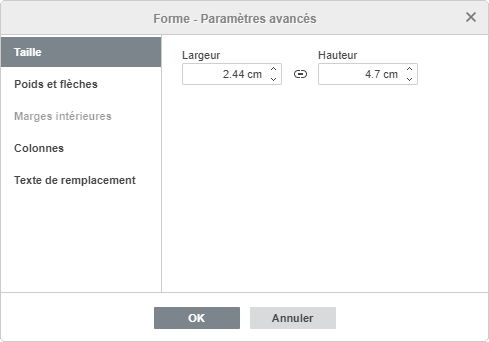 Forme - Paramètres avancés
Taille
Poids et flèches
Marges intérieures
Colonnes
Texte de remplacement
Largeur
Hauteur
2.44 cm
4.7 cm
OK
Annuler